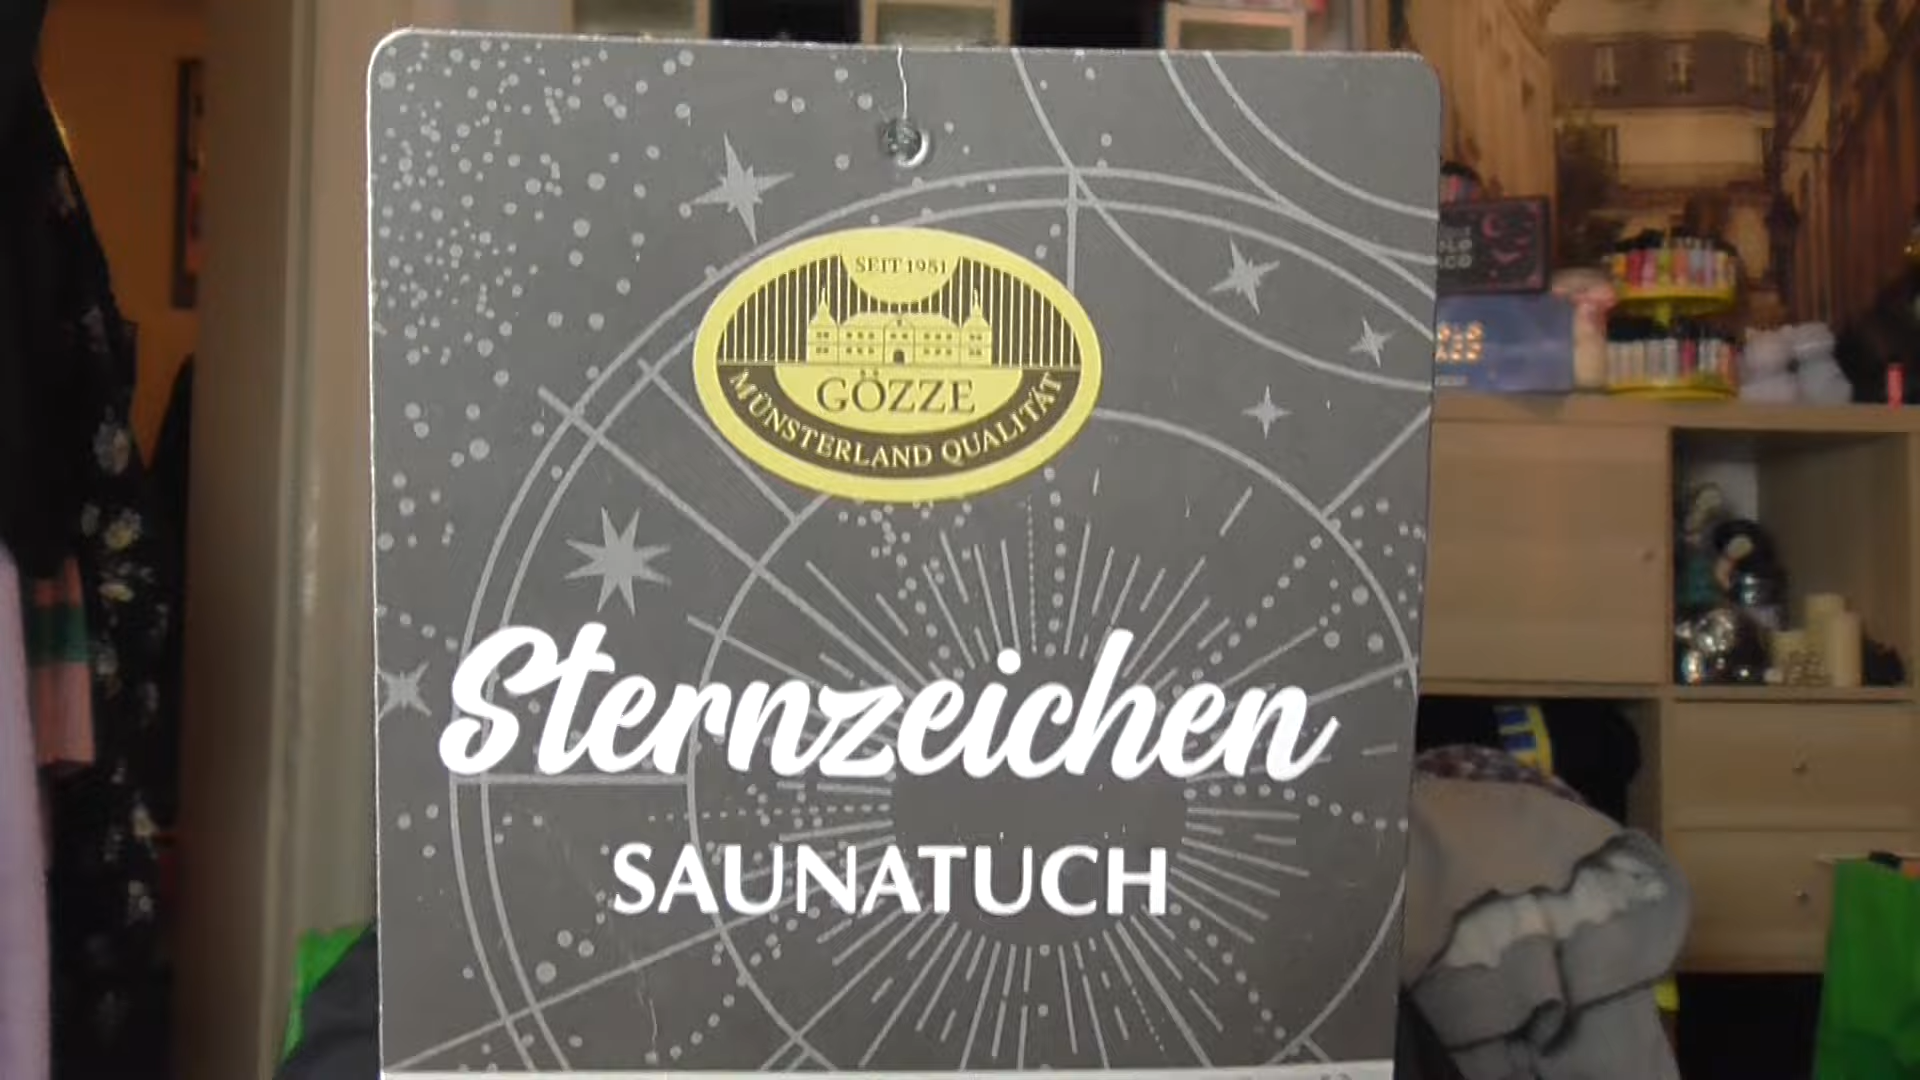 SEIT 1951
GÖZZE
MÜNSTERLAND QUALITÄT
Sternzeichen
SAUNATUCH